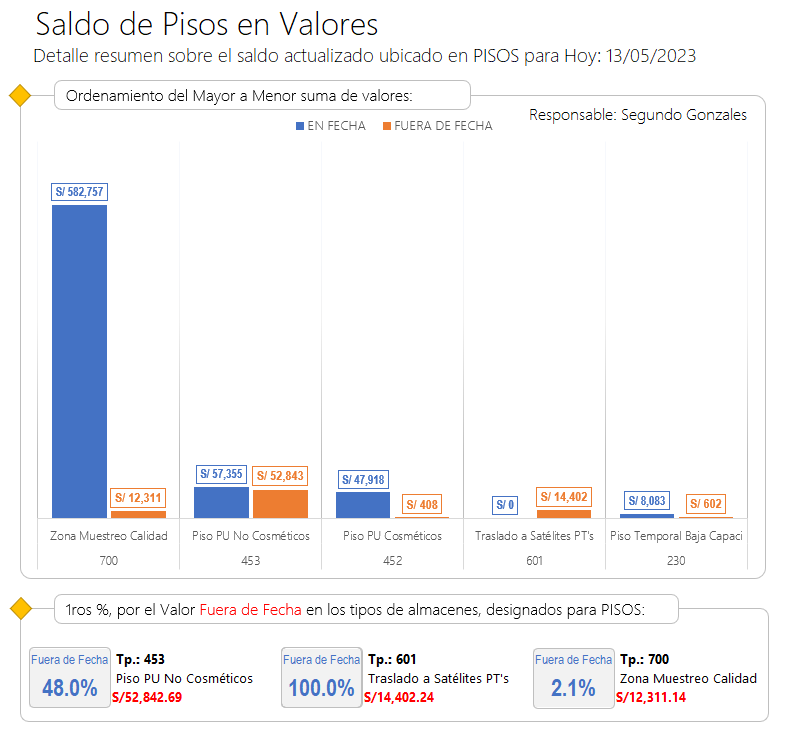 Saldo de Pisos en Valores
Detalle resumen sobre el saldo actualizado ubicado en PISOS para Hoy: 13/05/2023
Ordenamiento del Mayor a Menor suma de valores:
Responsable: Segundo Gonzales
EN FECHA FUERA DE FECHA
S/ 582,757
S/ 12,311
S/ 57,355
S/ 52,843
S/ 47,918
S/ 408
S/ 0
S/ 14,402
S/ 8,083
S/ 602
Zona Muestreo Calidad Piso PU No Cosméticos Piso PU Cosméticos Traslado a Satélites PT's Piso Temporal Baja Capaci
700 453 452 601 230
1ros %, por el Valor Fuera de Fecha en los tipos de almacenes, designados para PISOS:
Fuera de Fecha
48.0%
Tp.: 453
Piso PU No Cosméticos
S/52,842.69
Fuera de Fecha
100.0%
Tp.: 601
Traslado a Satélites PT's
S/14,402.24
Fuera de Fecha
2.1%
Tp.: 700
Zona Muestreo Calidad
S/12,311.14